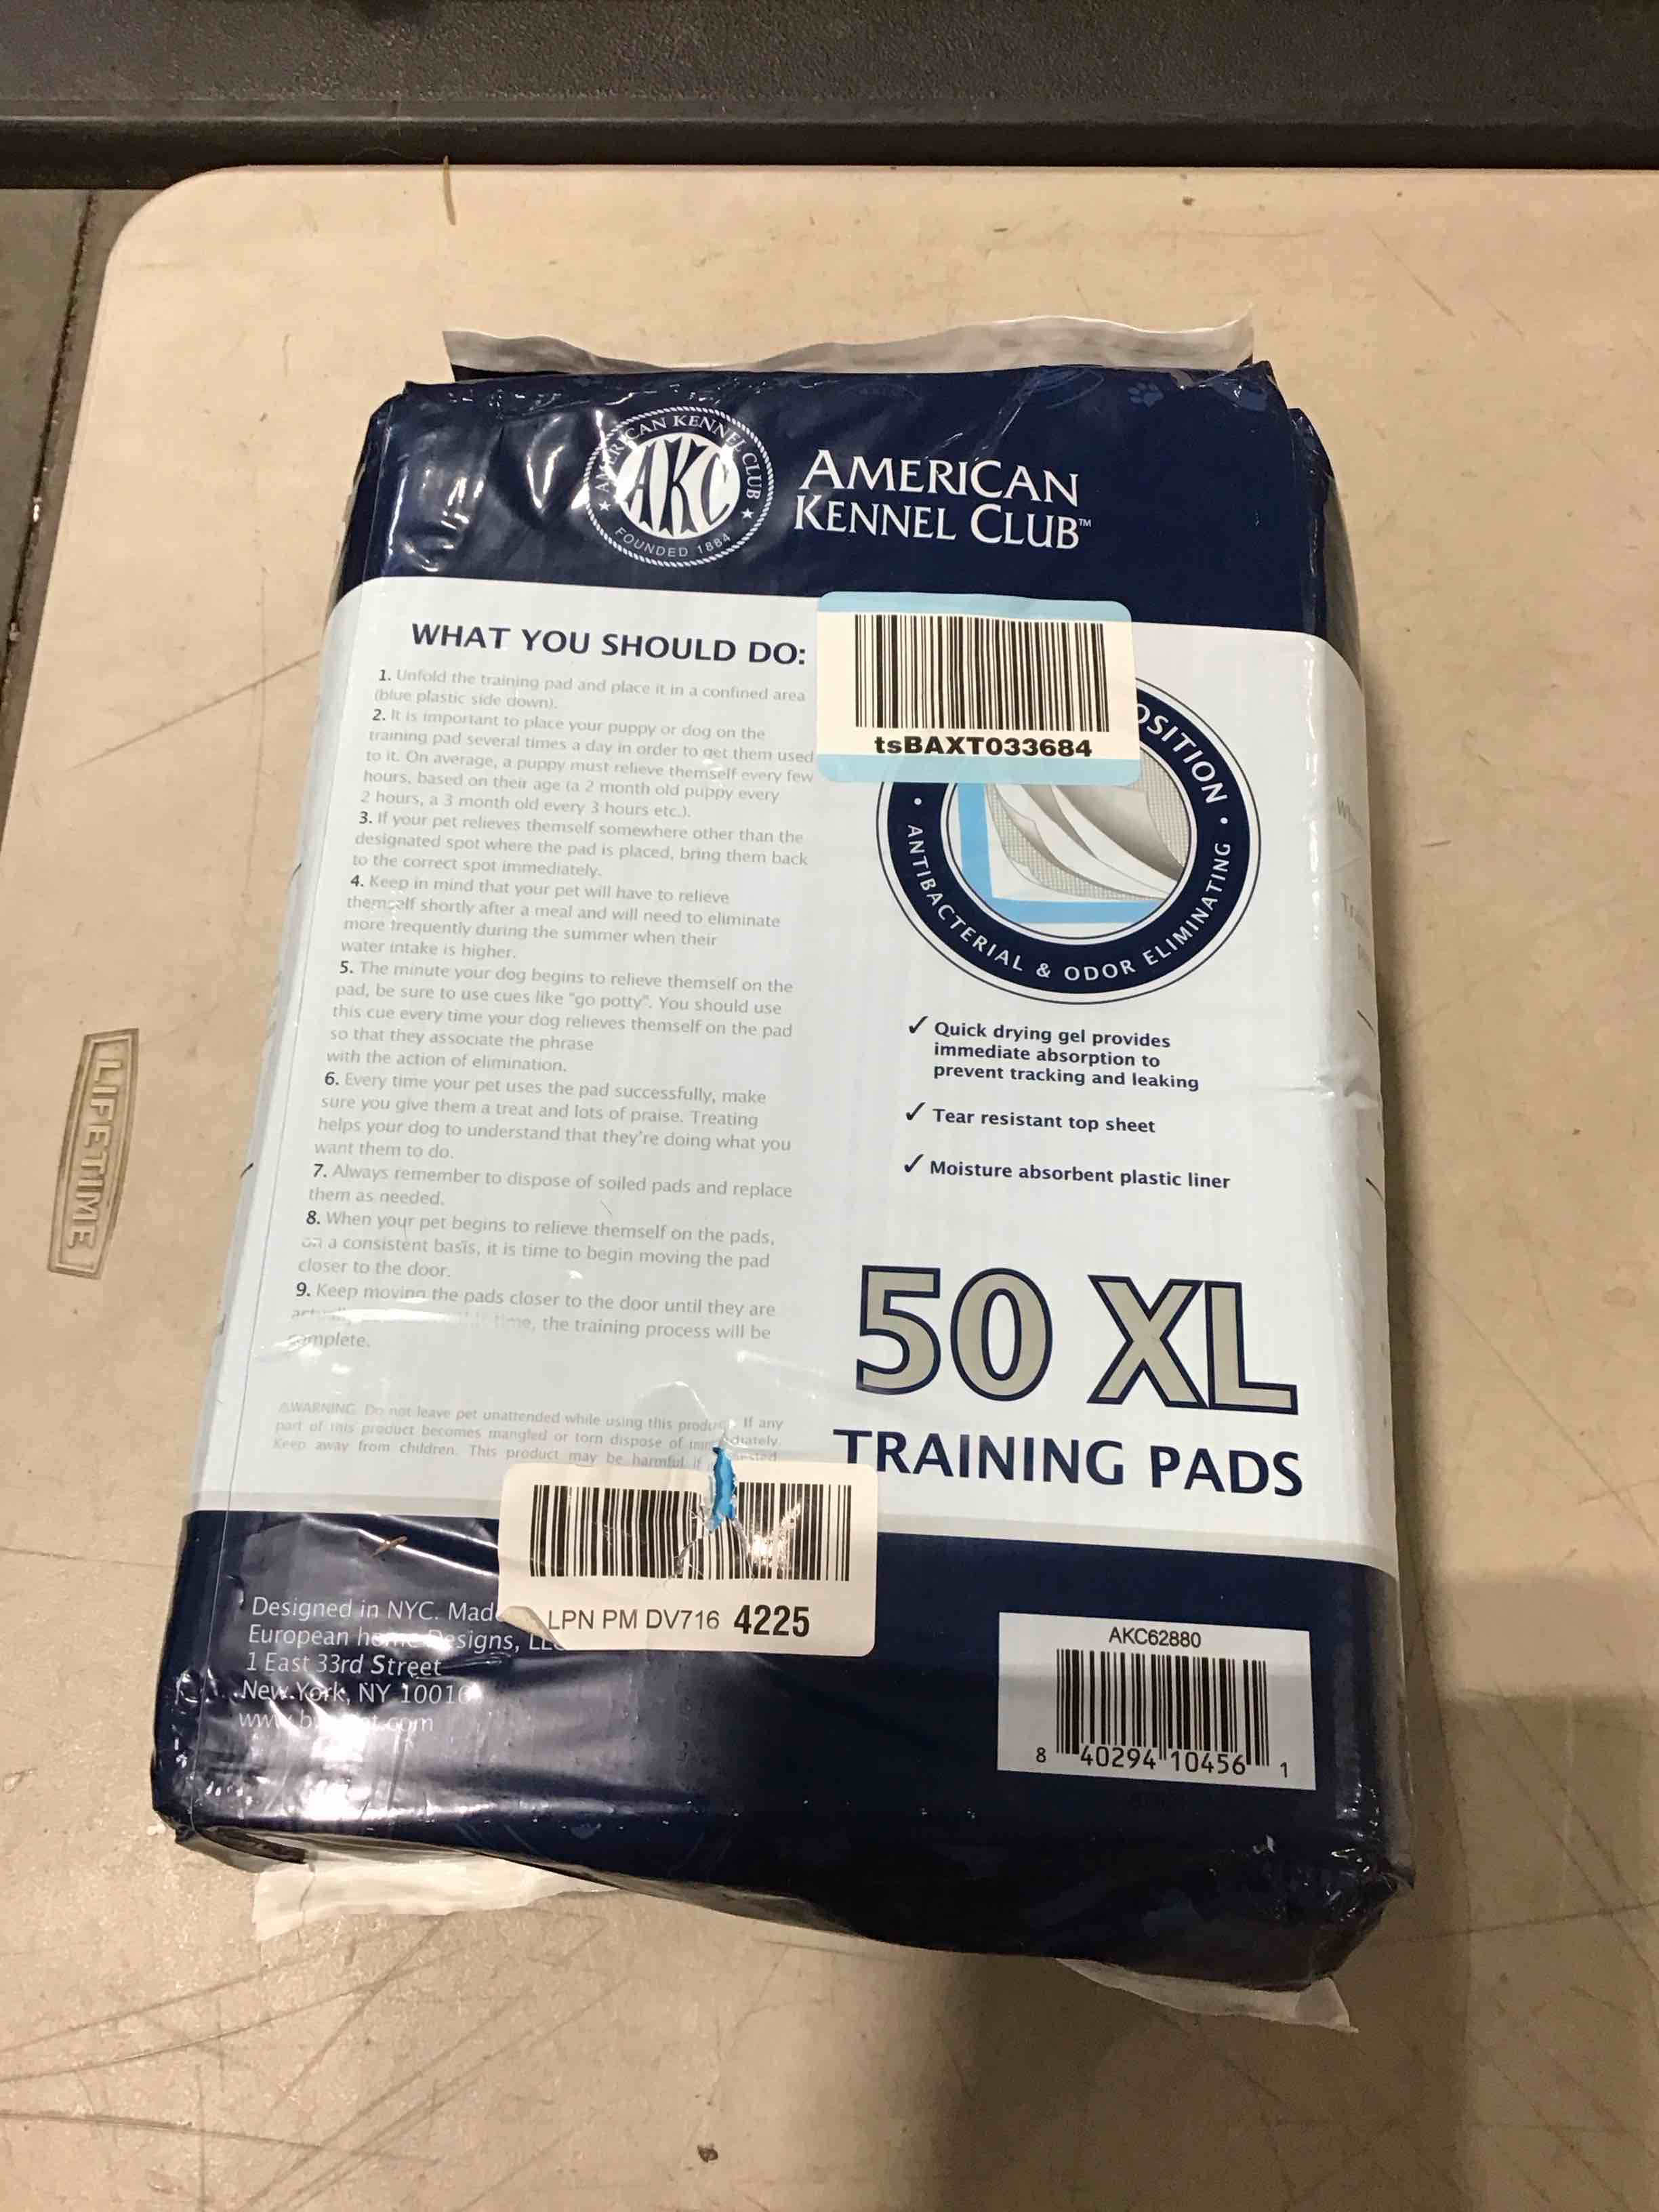 AMERICAN KENNEL CLUB
AKC
FOUNDED 1884
AMERICAN
KENNEL CLUB™
WHAT YOU SHOULD DO:
1. Unfold the training pad and place it in a confined area
(blue plastic side down).
2. It is important to place your puppy or dog on the
training pad several times a day in order to get them used
to it. On average, a puppy must relieve themself every few
hours, based on their age (a 2 month old puppy every
2 hours, a 3 month old every 3 hours etc.).
3. If your pet relieves themself somewhere other than the
designated spot where the pad is placed, bring them back
to the correct spot immediately.
4. Keep in mind that your pet will have to relieve
themself shortly after a meal and will need to eliminate
more frequently during the summer when their
water intake is higher.
5. The minute your dog begins to relieve themself on the
pad, be sure to use cues like "go potty". You should use
this cue every time your dog relieves themself on the pad
so that they associate the phrase
with the action of elimination.
6. Every time your pet uses the pad successfully, make
sure you give them a treat and lots of praise. Treating
helps your dog to understand that they're doing what you
want them to do.
7. Always remember to dispose of soiled pads and replace
them as needed.
8. When your pet begins to relieve themself on the pads,
on a consistent basis, it is time to begin moving the pad
closer to the door.
9. Keep moving the pads closer to the door until they are
time, the training process will be
complete.
⚠WARNING: Do not leave pet unattended while using this product. If any
part of this product becomes mangled or torn dispose of
Keep away from children. This product may be harmful if
tsBAXT033684
OSITION
• ANTIBACTERIAL & ODOR ELIMINATING •
✓ Quick drying gel provides
immediate absorption to
prevent tracking and leaking
✓ Tear resistant top sheet
✓ Moisture absorbent plastic liner
50 XL
TRAINING PADS
LPN PM DV716 4225
Designed in NYC. Mad
European home Designs, LL
1 East 33rd Street
New York, NY 10016
AKC62880
8 40294 10456 1
LIFETIME